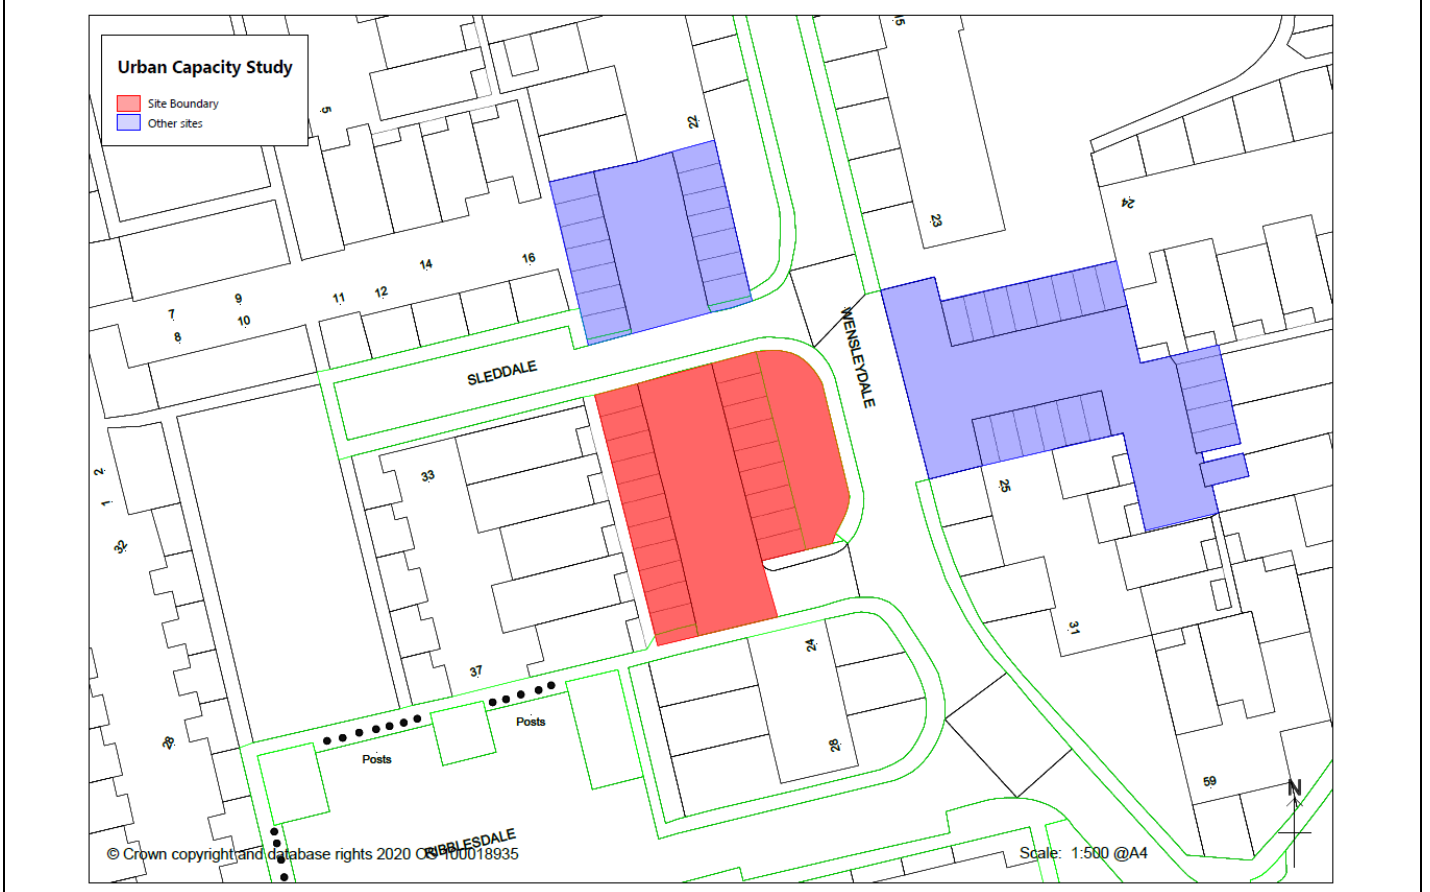 Urban Capacity Study
Site Boundary
Other sites
15
5
22
24
23
14
16
9
11
12
7
10
8
WENSLEYDALE
SLEDDALE
2
33
25
1
32
31
24
37
28
28
Posts
Posts
59
N
RIBBLESDALE
© Crown copyright and database rights 2020 OS 100018935
Scale: 1:500 @A4